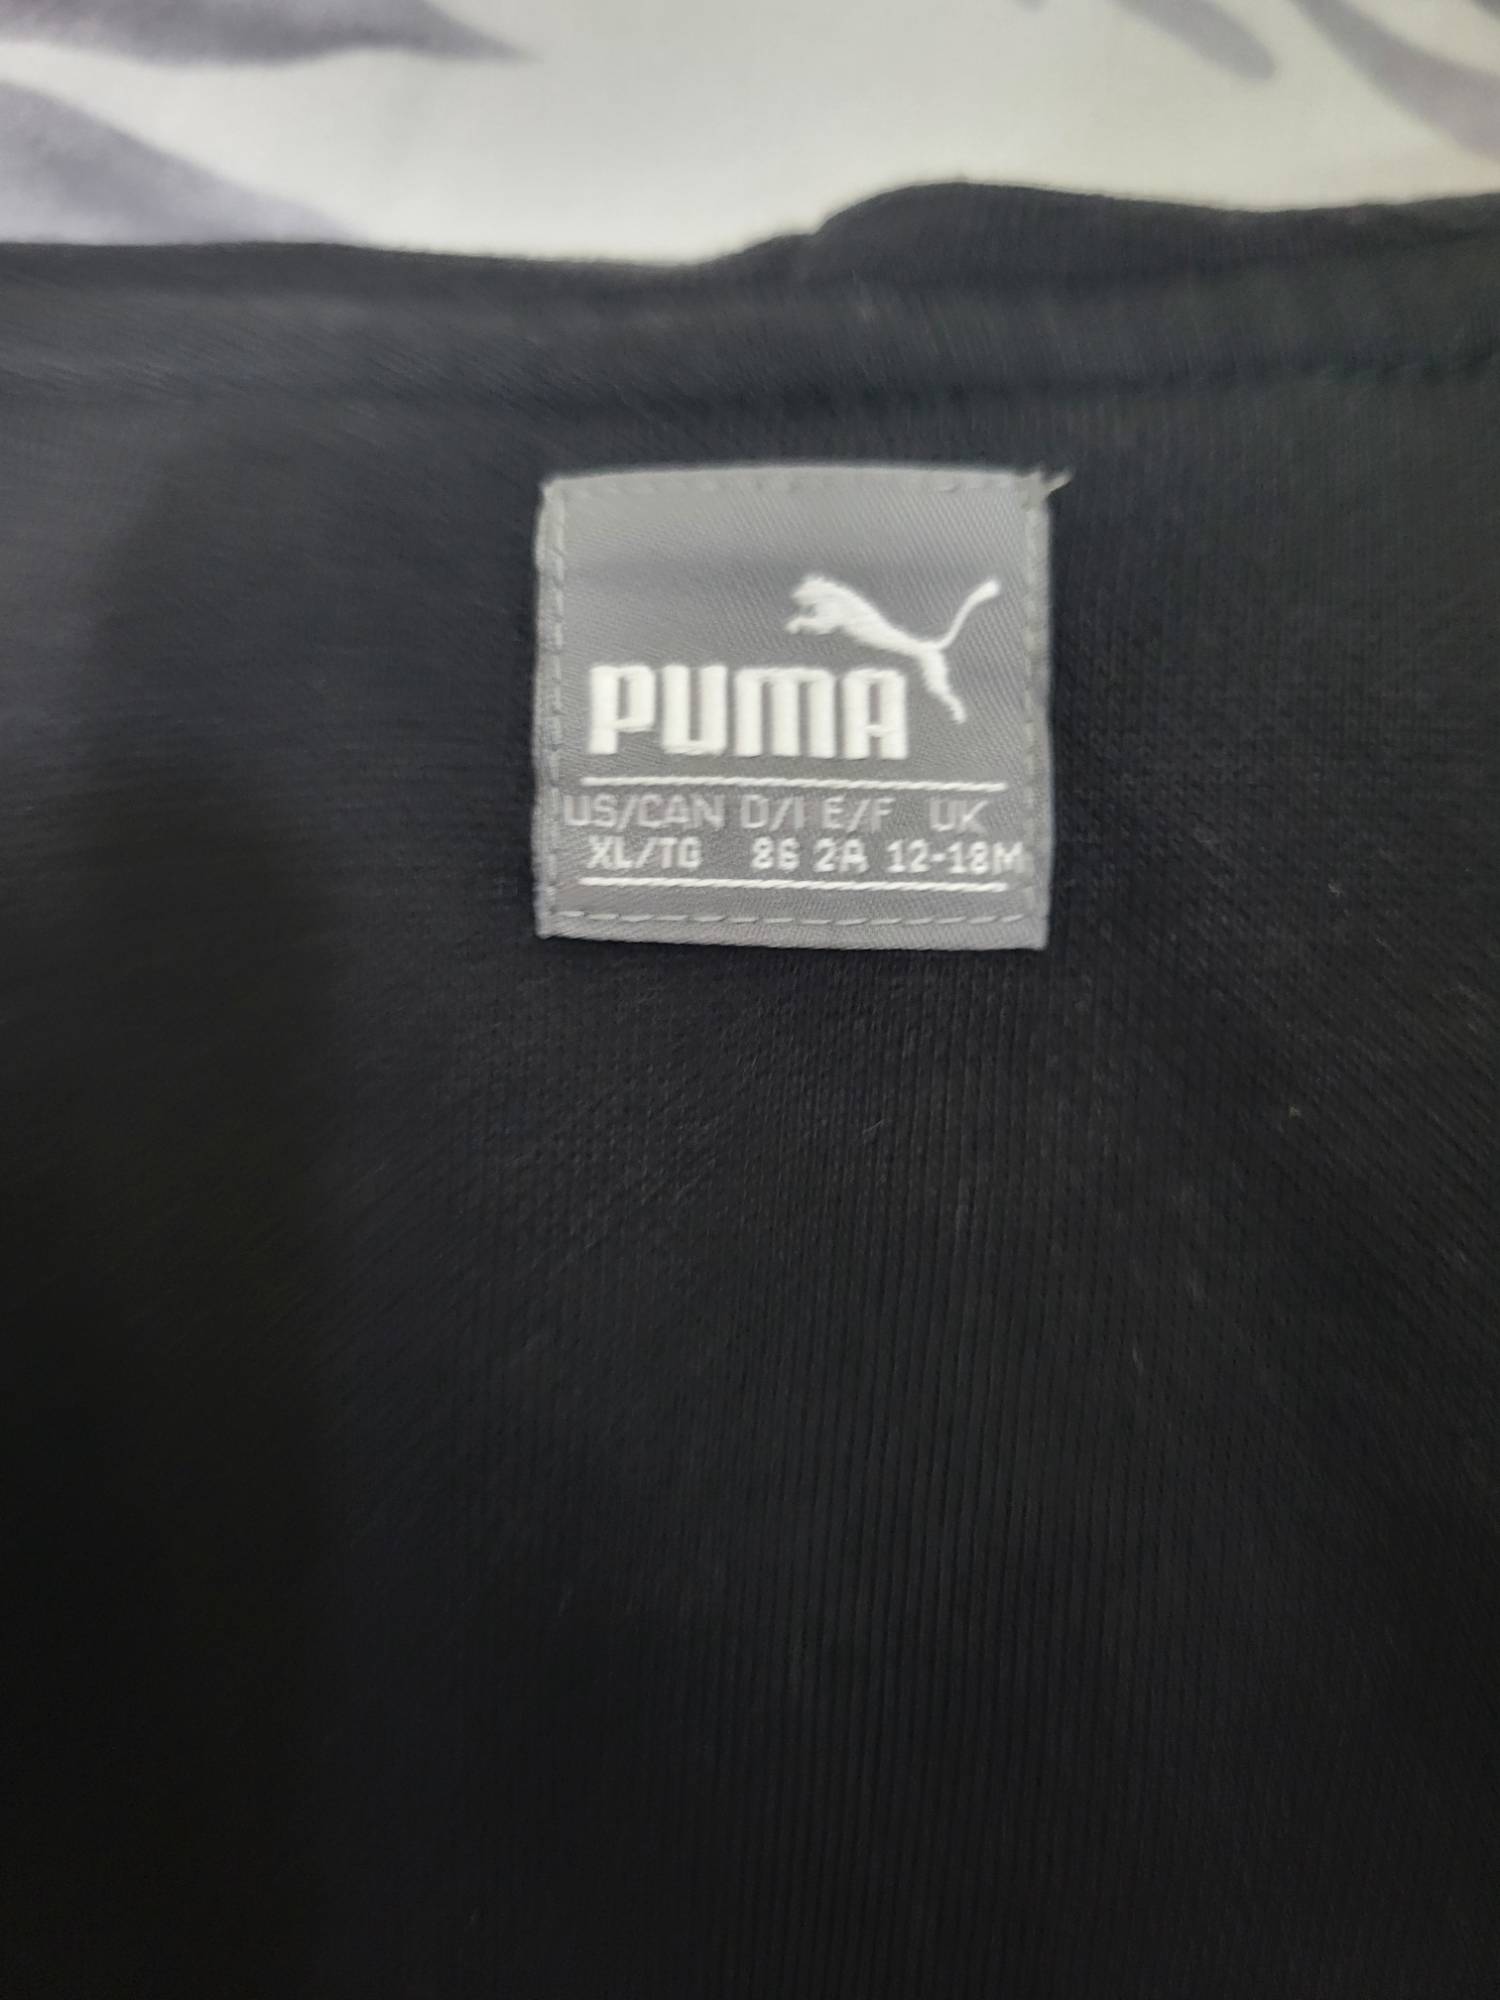 PUMA
US/CAN D/I E/F UK
XL/TG 86 2A 12-18M